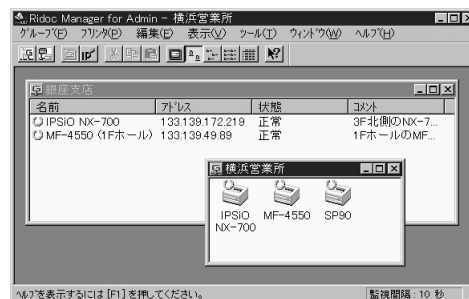 Ridoc Manager for Admin - 横浜営業所
ｸﾞﾙｰﾌﾟ(E) ﾌﾟﾘﾝﾀ(P) 編集(E) 表示(V) ﾂｰﾙ(T) ｳｨﾝﾄﾞｳ(W) ﾍﾙﾌﾟ(H)
IP
銀座支店
名前 ｱﾄﾞﾚｽ 状態 ｺﾒﾝﾄ
IPSiO NX-700 133.139.172.219 正常 3F北側のNX-7...
MF-4550（1Fホール） 133.139.49.89 正常 1FホールのMF...
横浜営業所
IPSiO NX-700
MF-4550
SP90
ﾍﾙﾌﾟを表示するには [F1] を押してください。 監視間隔 : 10 秒